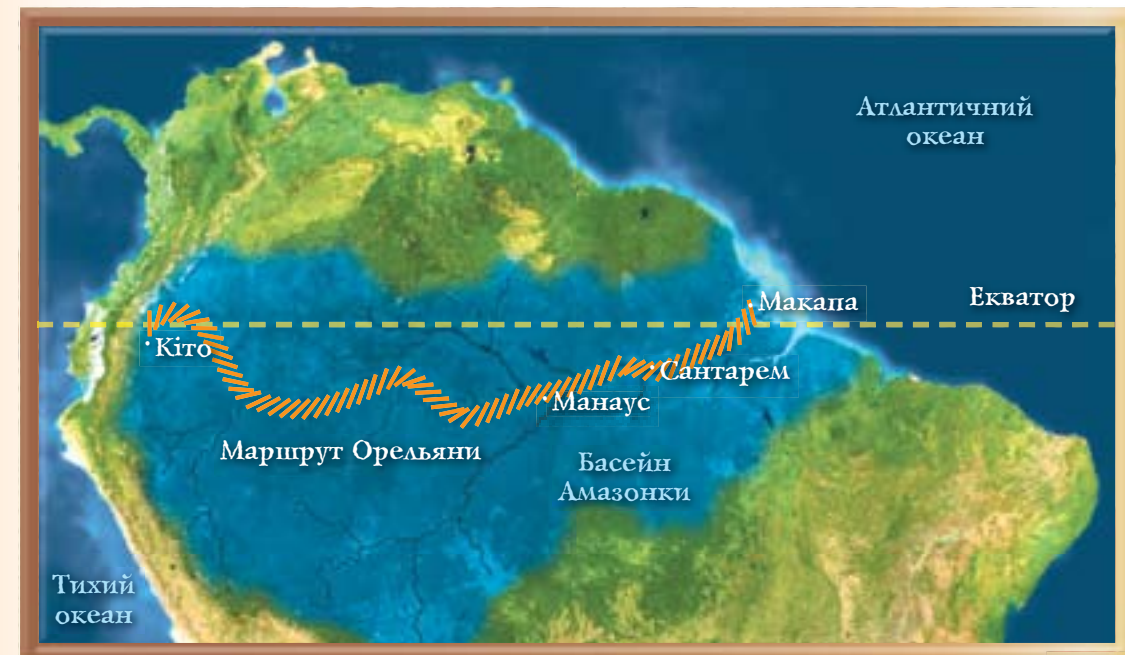 Атлантичний
океан
Екватор
Макапа
Кіто
Сантарем
Манаус
Маршрут Орельяни
Басейн
Амазонки
Тихий
океан